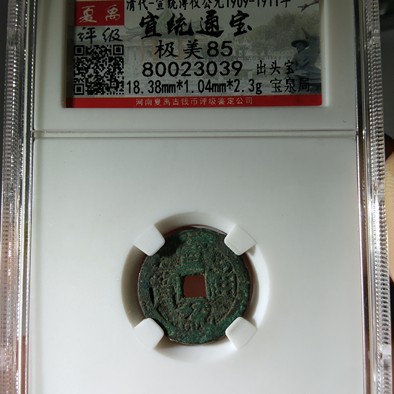 夏禹
评级
清代-宣统溥仪公元1909-1911年
宣统通宝
极美85
80023039 出头宝
18.38mm*1.04mm*2.3g 宝泉局
河南夏禹古钱币评级鉴定公司